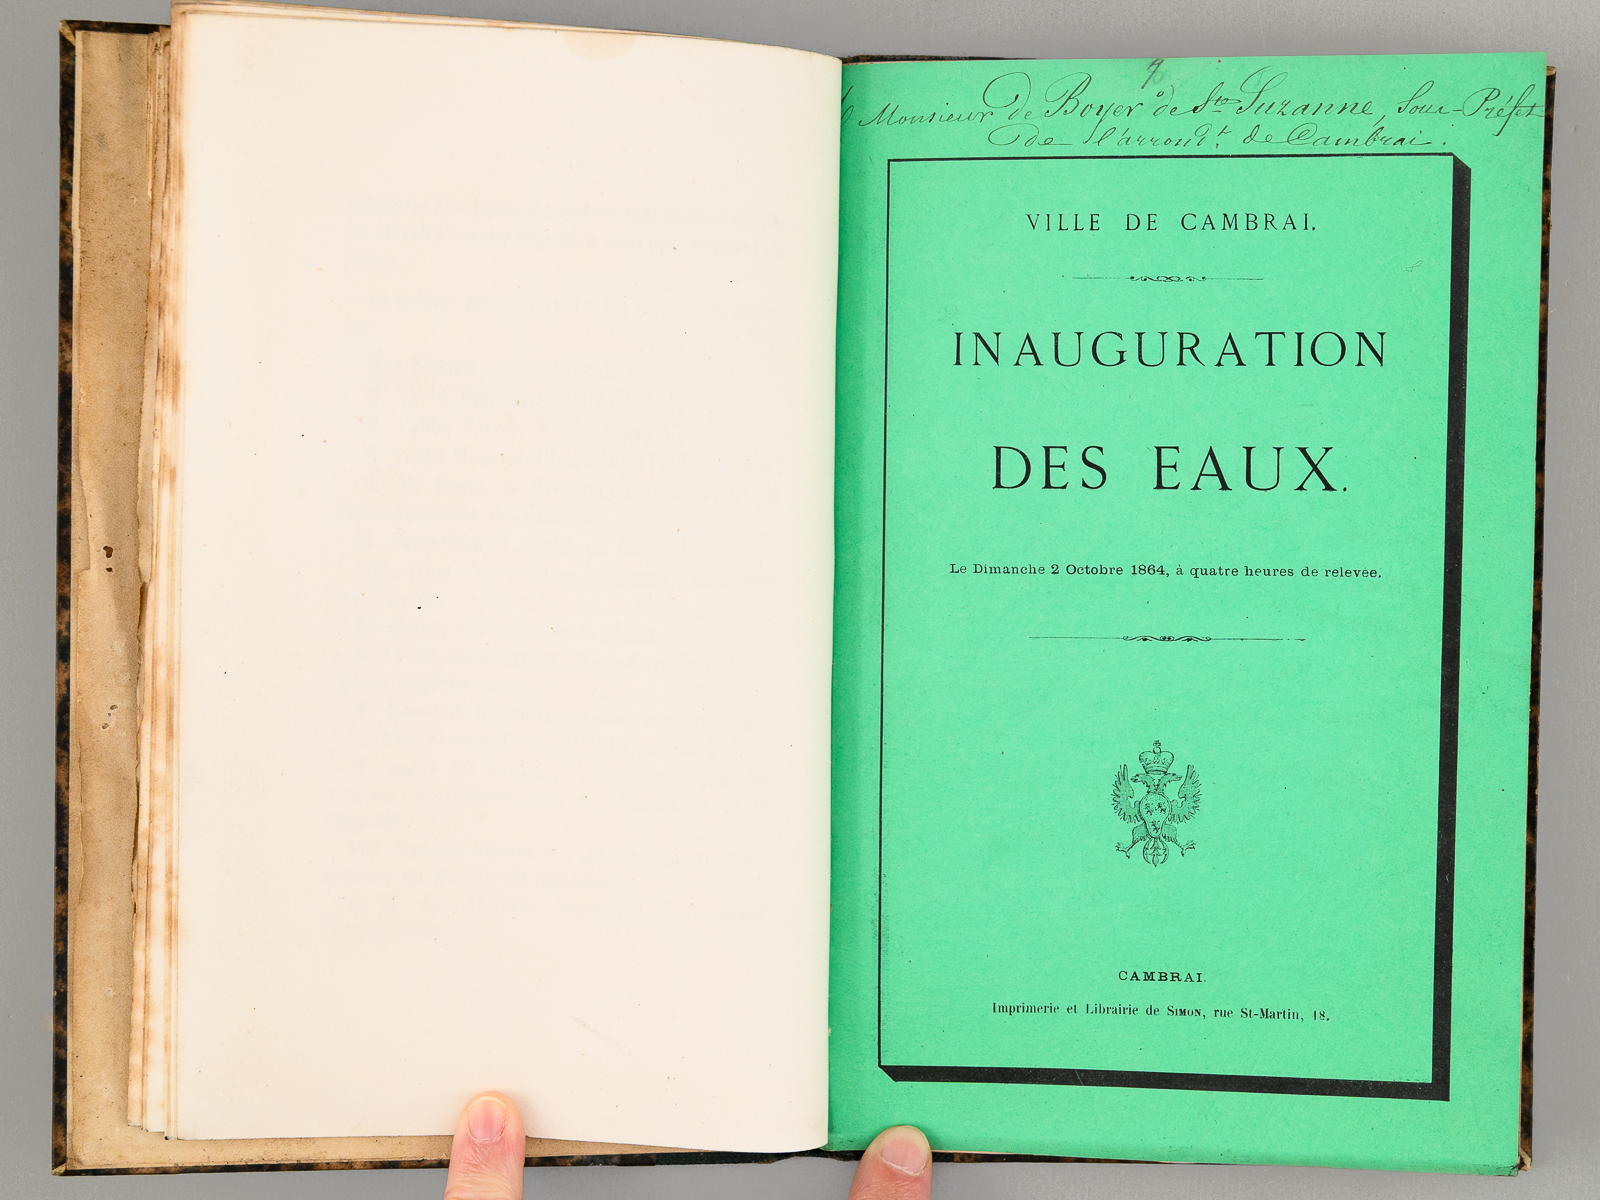 Monsieur de Boyer de Ste Suzanne, Sous-Préfet
de l'arrondt. de Cambrai.
VILLE DE CAMBRAI.
INAUGURATION
DES EAUX.
Le Dimanche 2 Octobre 1864, à quatre heures de relevée.
CAMBRAI.
Imprimerie et Librairie de SIMON, rue St-Martin, 18.